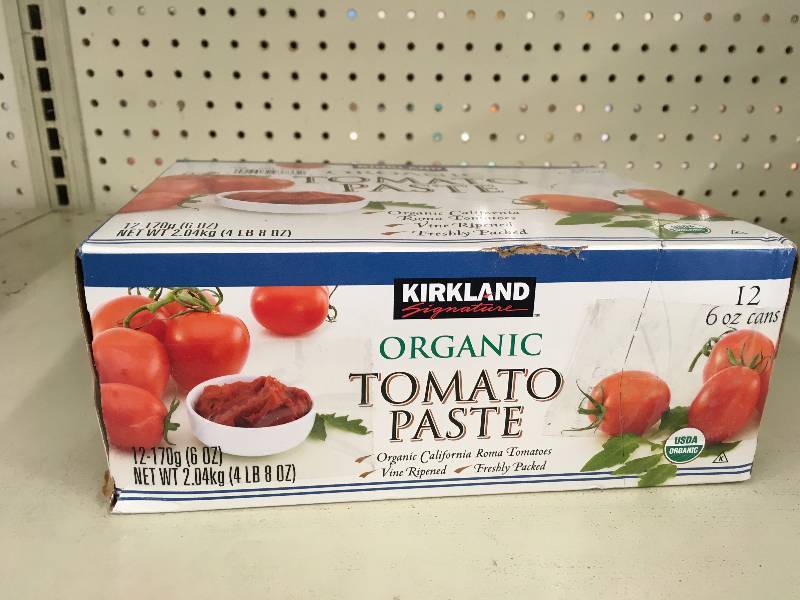 KIRKLAND
TOMATO
PASTE
Organic California
Roma Tomatoes
Vine Ripened
Freshly Packed
12-170g (6 OZ)
NET WT 2.04kg (4 LB 8 OZ)
KIRKLAND
Signature
ORGANIC
TOMATO
PASTE
Organic California Roma Tomatoes
Vine Ripened Freshly Packed
12-170g (6 OZ)
NET WT 2.04kg (4 LB 8 OZ)
12
6 oz cans
USDA
ORGANIC